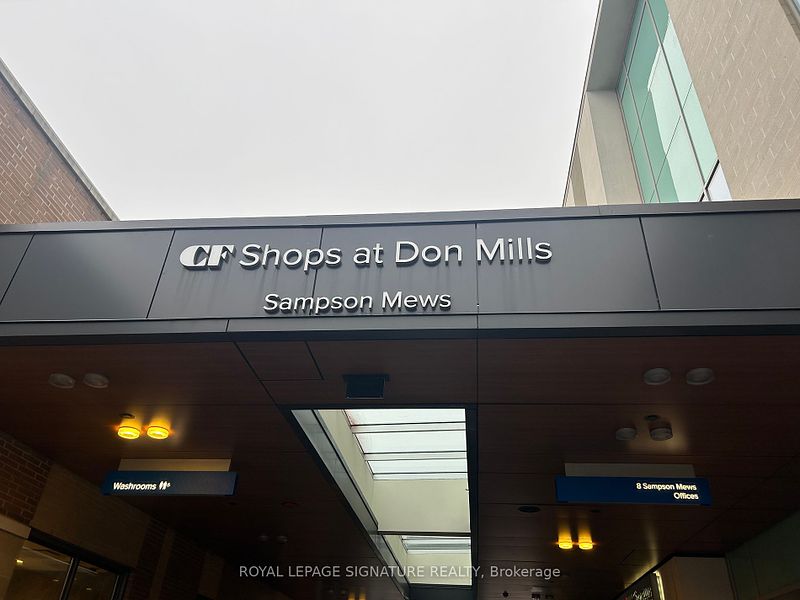 CF Shops at Don Mills
Sampson Mews
Washrooms
8 Sampson Mews
Offices
ROYAL LEPAGE SIGNATURE REALTY, Brokerage